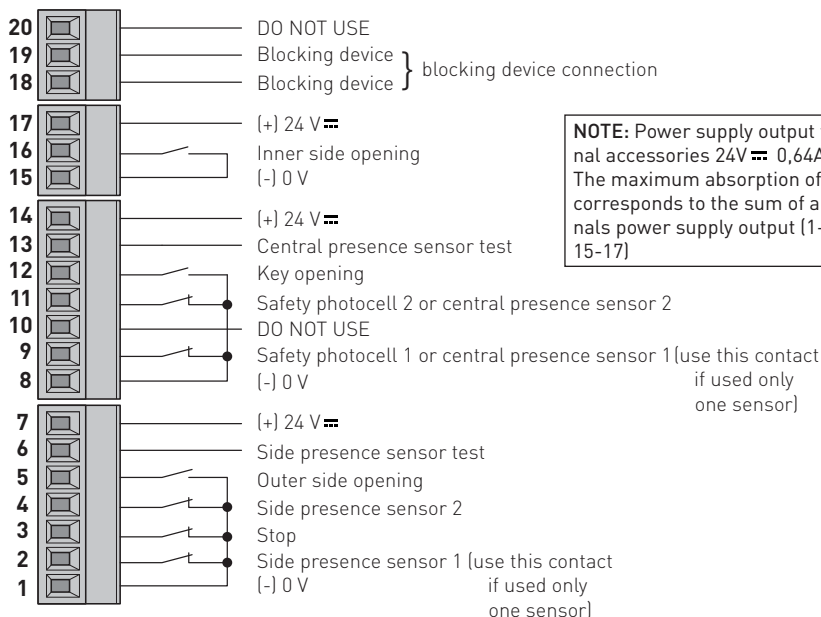 20 DO NOT USE
19 Blocking device
18 Blocking device
} blocking device connection
17 (+) 24 V
16 Inner side opening
15 (-) 0 V
NOTE: Power supply output
nal accessories 24V 0,64A
The maximum absorption of
corresponds to the sum of a
nals power supply output (1-
15-17)
14 (+) 24 V
13 Central presence sensor test
12 Key opening
11 Safety photocell 2 or central presence sensor 2
10 DO NOT USE
9 Safety photocell 1 or central presence sensor 1 (use this contact
8 (-) 0 V if used only
one sensor)
7 (+) 24 V
6 Side presence sensor test
5 Outer side opening
4 Side presence sensor 2
3 Stop
2 Side presence sensor 1 (use this contact
1 (-) 0 V if used only
one sensor)